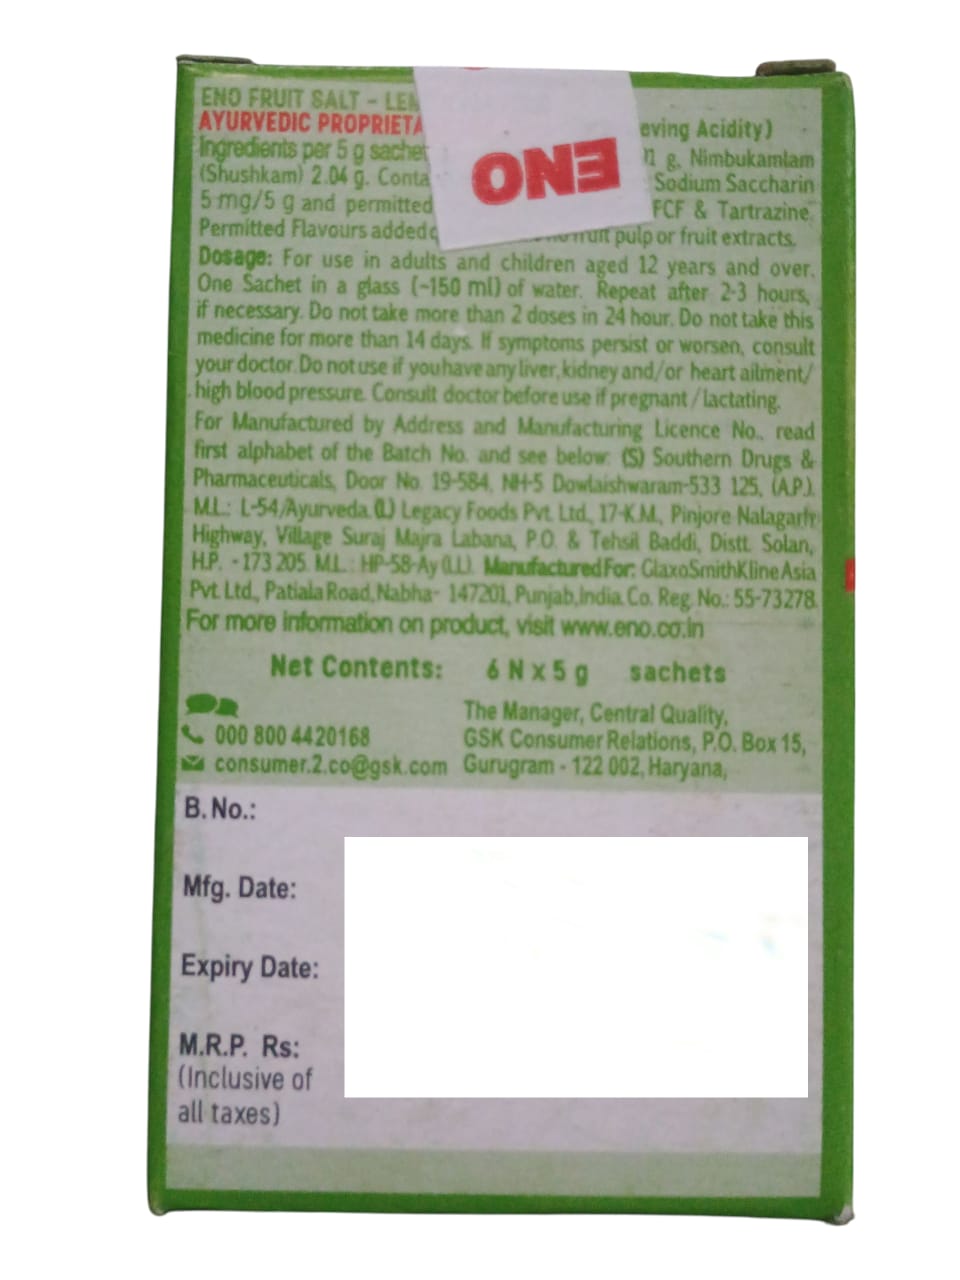 ENO FRUIT SALT - LEM
AYURVEDIC PROPRIETA eving Acidity)
Ingredients per 5 g sachet 1 g, Nimbukamlam
(Shushkam) 2.04 g. Conta Sodium Saccharin
5 mg/5 g and permitted FCF & Tartrazine.
Permitted Flavours added fruit pulp or fruit extracts.
ENO
Dosage: For use in adults and children aged 12 years and over.
One Sachet in a glass (~150 ml) of water. Repeat after 2-3 hours,
if necessary. Do not take more than 2 doses in 24 hour. Do not take this
medicine for more than 14 days. If symptoms persist or worsen, consult
your doctor. Do not use if you have any liver, kidney and/or heart ailment/
high blood pressure. Consult doctor before use if pregnant / lactating.
For Manufactured by Address and Manufacturing Licence No., read
first alphabet of the Batch No. and see below: (S) Southern Drugs &
Pharmaceuticals, Door No. 19-584, NH-5 Dowlaishwaram-533 125, (A.P.).
M.L.: L-54/Ayurveda. (L) Legacy Foods Pvt. Ltd., 17-K.M., Pinjore Nalagarh
Highway, Village Suraj Majra Labana, P.O. & Tehsil Baddi, Distt. Solan,
H.P. - 173 205. M.L.: HP-58-Ay (LL). Manufactured For: GlaxoSmithKline Asia
Pvt. Ltd., Patiala Road, Nabha- 147201, Punjab, India. Co. Reg. No.: 55-73278.
For more information on product, visit www.eno.co.in
Net Contents: 6 N x 5 g sachets
000 800 4420168
consumer.2.co@gsk.com
The Manager, Central Quality,
GSK Consumer Relations, P.O. Box 15,
Gurugram - 122 002, Haryana,
B. No.:
Mfg. Date:
Expiry Date:
M.R.P. Rs:
(Inclusive of
all taxes)